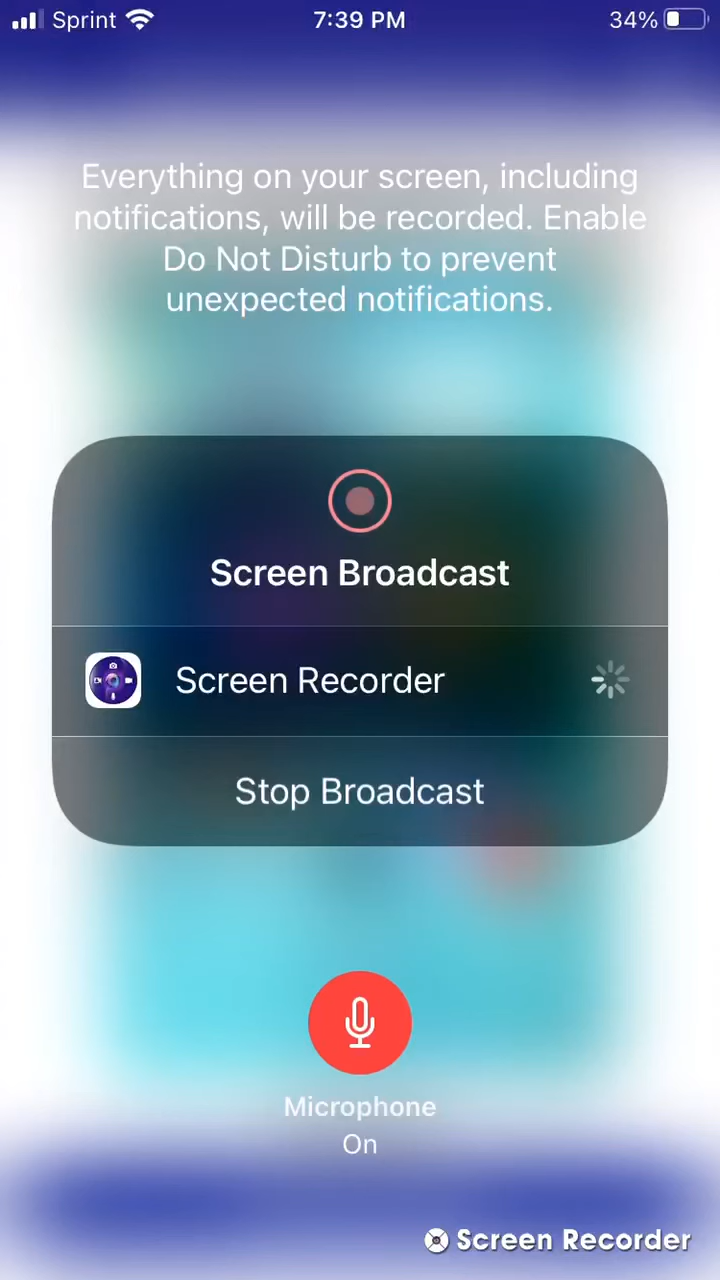 Sprint 7:39 PM 34%
Everything on your screen, including
notifications, will be recorded. Enable
Do Not Disturb to prevent
unexpected notifications.
Screen Broadcast
Screen Recorder
Stop Broadcast
Microphone
On
Screen Recorder